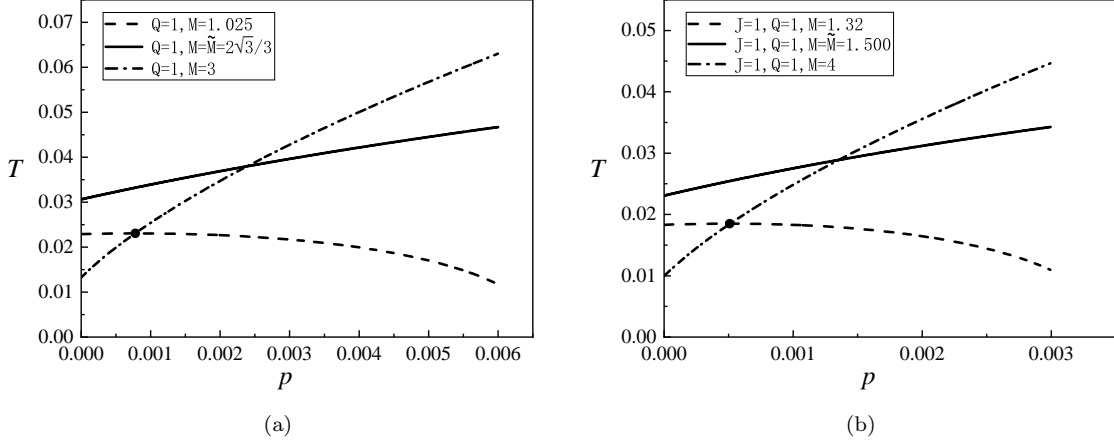 Q=1,M=1.025
Q=1,M=M̃=2√3/3
Q=1,M=3
0.07
0.06
0.05
0.04
0.03
0.02
0.01
0.00
T
0.000 0.001 0.002 0.003 0.004 0.005 0.006
p
(a)
J=1,Q=1,M=1.32
J=1,Q=1,M=M̃=1.500
J=1,Q=1,M=4
0.05
0.04
0.03
0.02
0.01
0.00
T
0.000 0.001 0.002 0.003
p
(b)